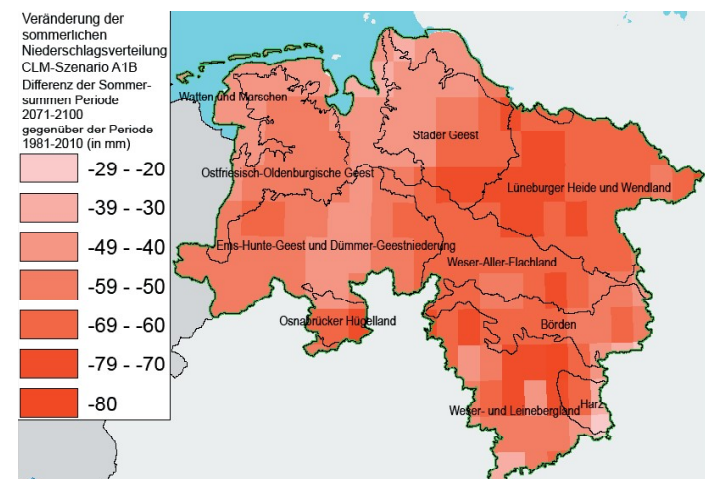 Veränderung der
sommerlichen
Niederschlagsverteilung
CLM-Szenario A1B
Differenz der Sommer-
summen Periode
2071-2100
gegenüber der Periode
1981-2010 (in mm)
-29 - -20
-39 - -30
-49 - -40
-59 - -50
-69 - -60
-79 - -70
-80
Watten und Marschen
Stader Geest
Ostfriesisch-Oldenburgische Geest
Lüneburger Heide und Wendland
Ems-Hunte-Geest und Dümmer-Geestniederung
Weser-Aller-Flachland
Osnabrücker Hügelland
Börden
Weser- und Leinebergland
Harz